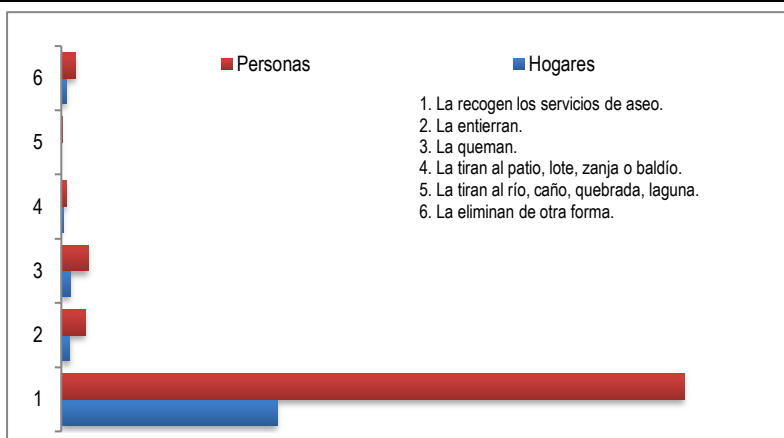 Personas
Hogares
1. La recogen los servicios de aseo.
2. La entierran.
3. La queman.
4. La tiran al patio, lote, zanja o baldío.
5. La tiran al río, caño, quebrada, laguna.
6. La eliminan de otra forma.
6
5
4
3
2
1